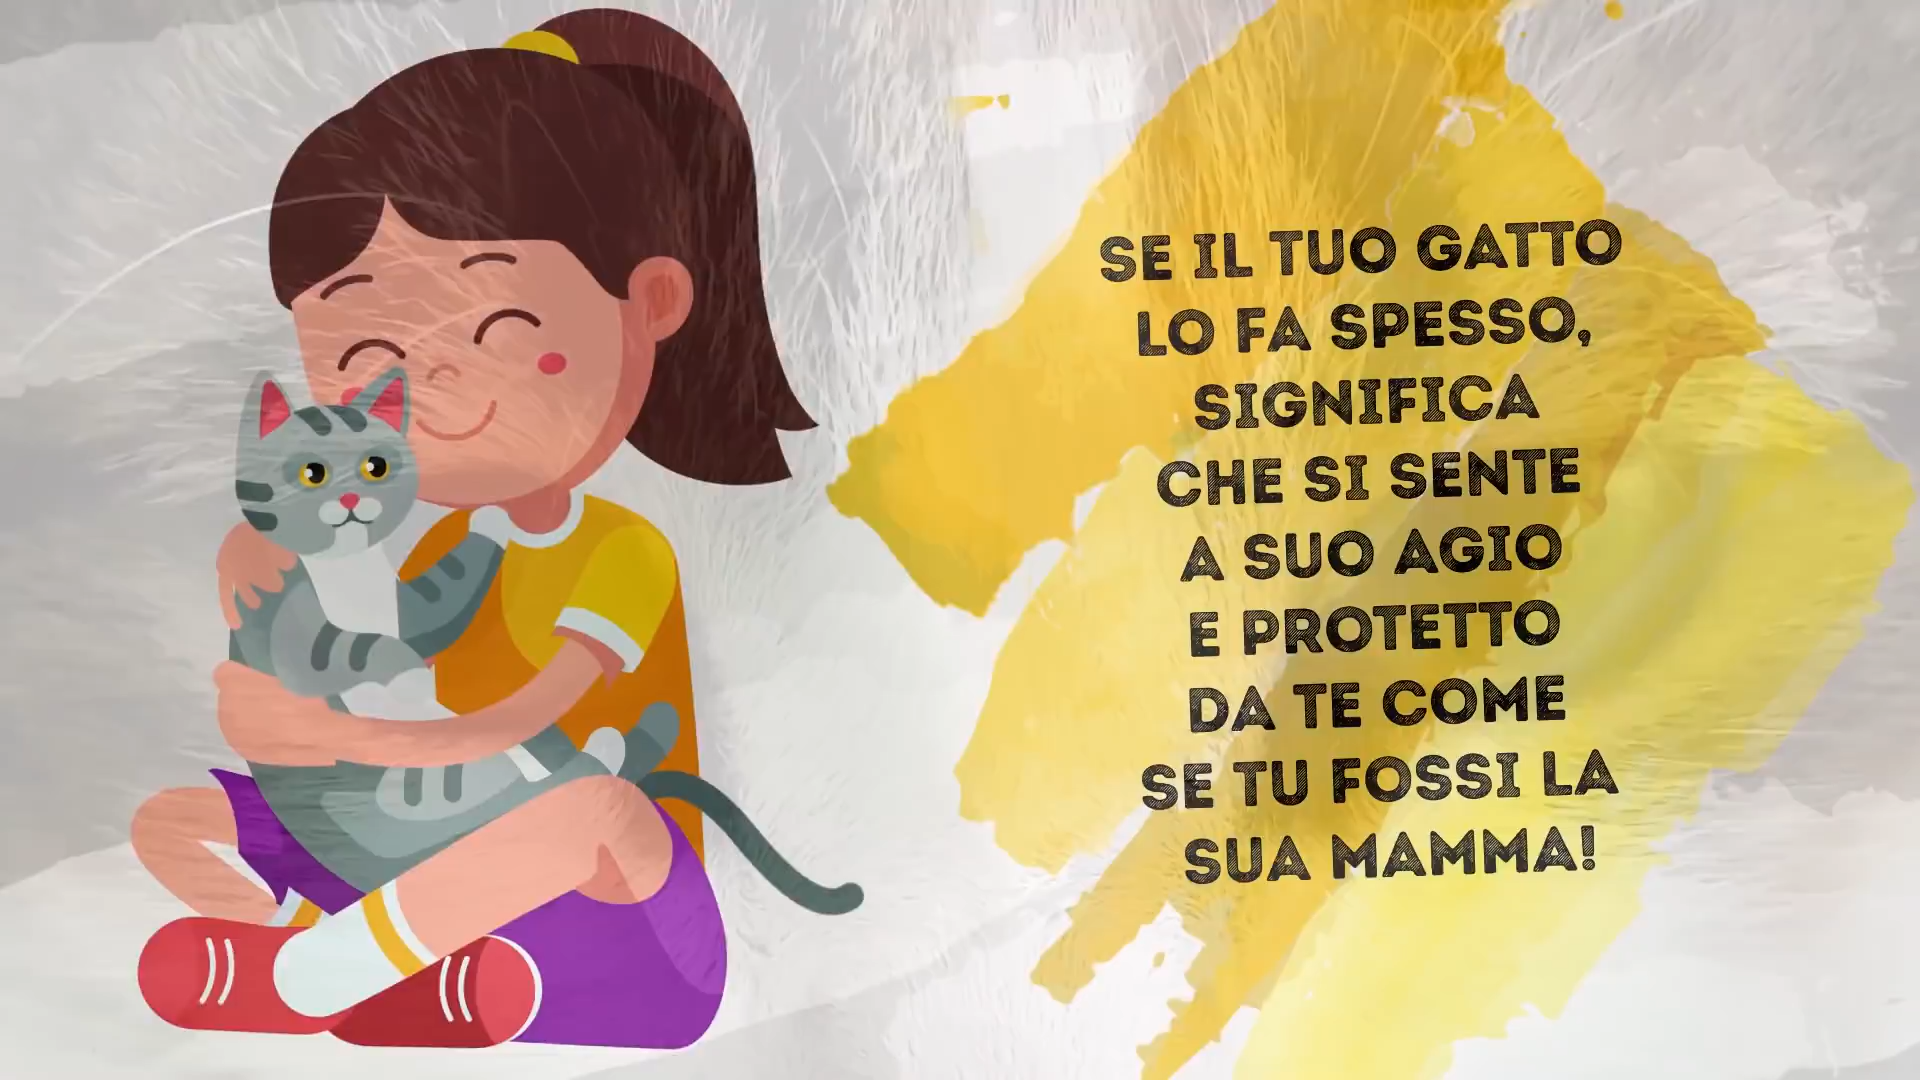 SE IL TUO GATTO
LO FA SPESSO,
SIGNIFICA
CHE SI SENTE
A SUO AGIO
E PROTETTO
DA TE COME
SE TU FOSSI LA
SUA MAMMA!